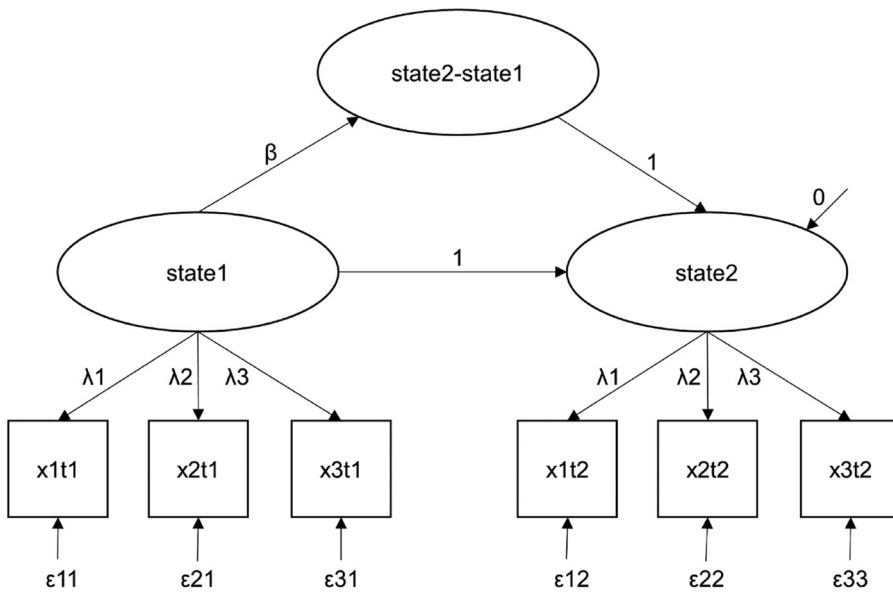 state2-state1
β
1
0
state1
1
state2
λ1
λ2
λ3
λ1
λ2
λ3
x1t1
x2t1
x3t1
x1t2
x2t2
x3t2
ε11
ε21
ε31
ε12
ε22
ε33